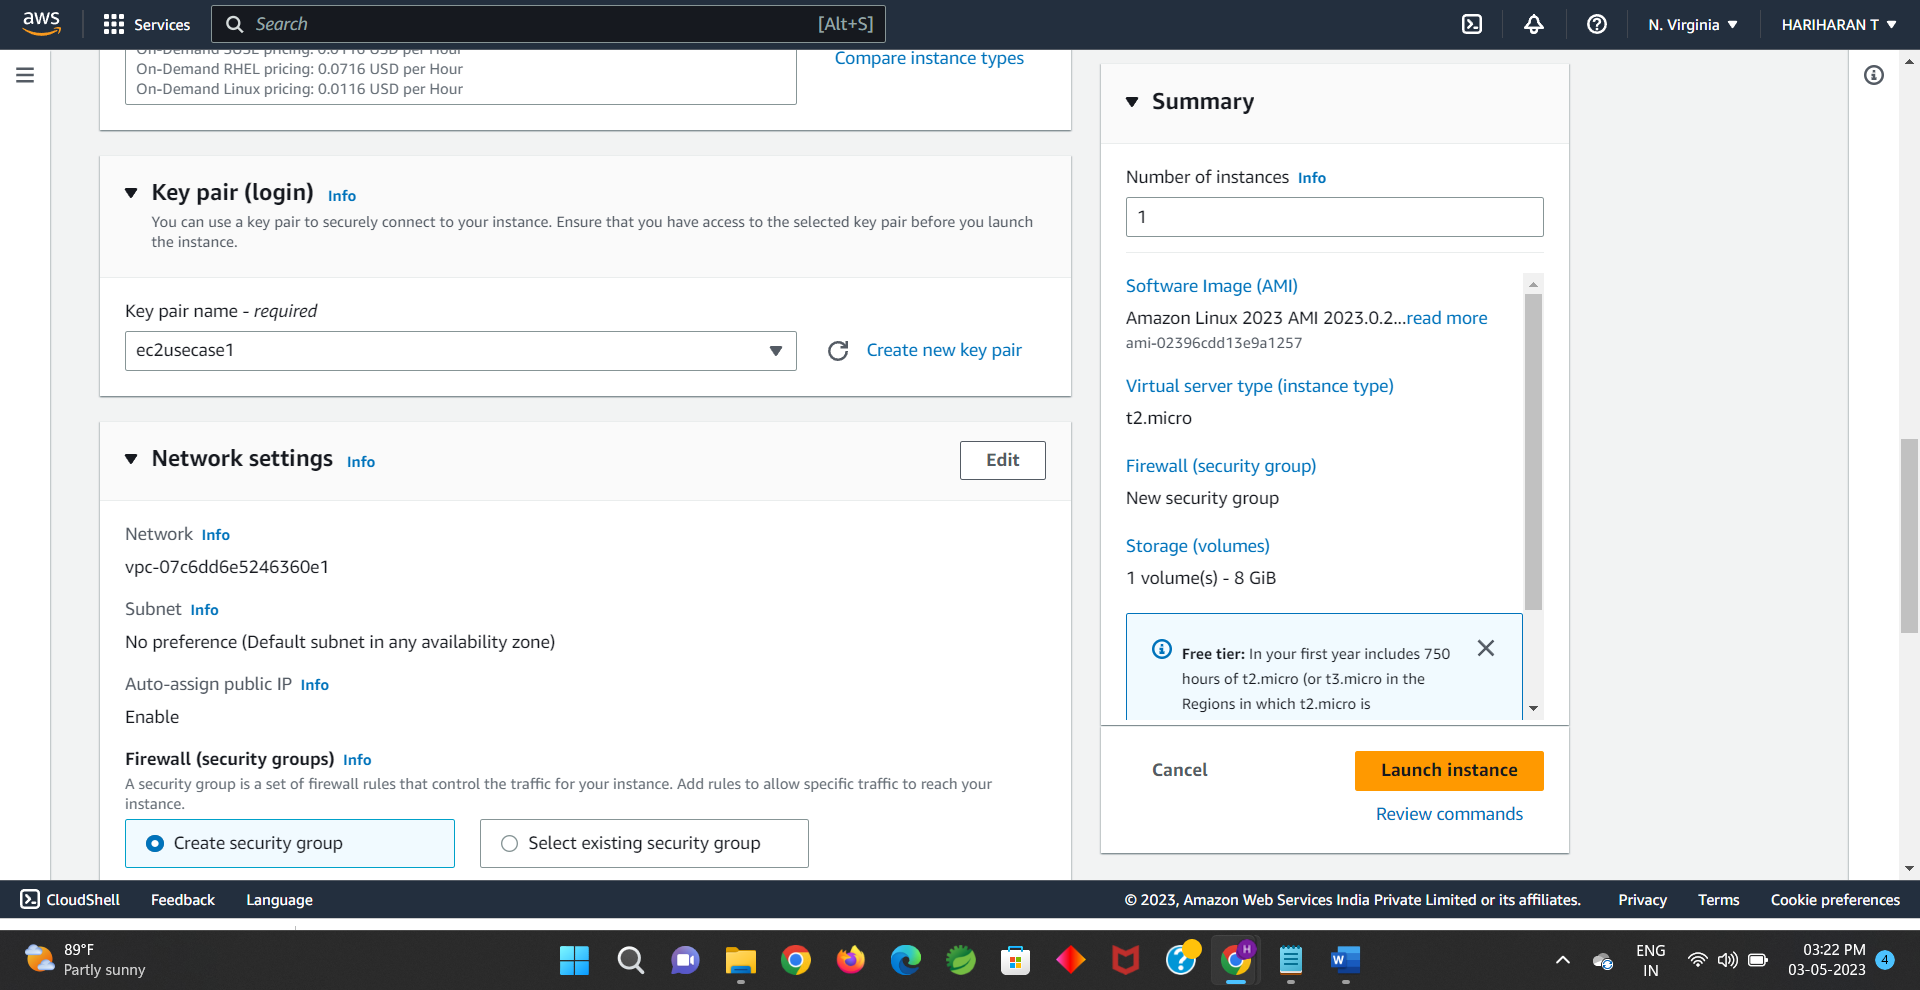 aws
Services
Search
[Alt+S]
N. Virginia
HARIHARAN T
On-Demand SUSE pricing: 0.0116 USD per Hour
On-Demand RHEL pricing: 0.0716 USD per Hour
On-Demand Linux pricing: 0.0116 USD per Hour
Compare instance types
Key pair (login) Info
You can use a key pair to securely connect to your instance. Ensure that you have access to the selected key pair before you launch
the instance.
Key pair name - required
ec2usecase1
Create new key pair
Network settings Info
Edit
Network Info
vpc-07c6dd6e5246360e1
Subnet Info
No preference (Default subnet in any availability zone)
Auto-assign public IP Info
Enable
Firewall (security groups) Info
A security group is a set of firewall rules that control the traffic for your instance. Add rules to allow specific traffic to reach your
instance.
Create security group
Select existing security group
Summary
Number of instances Info
1
Software Image (AMI)
Amazon Linux 2023 AMI 2023.0.2...read more
ami-02396cdd13e9a1257
Virtual server type (instance type)
t2.micro
Firewall (security group)
New security group
Storage (volumes)
1 volume(s) - 8 GiB
Free tier: In your first year includes 750
hours of t2.micro (or t3.micro in the
Regions in which t2.micro is
Cancel
Launch instance
Review commands
CloudShell
Feedback
Language
© 2023, Amazon Web Services India Private Limited or its affiliates.
Privacy
Terms
Cookie preferences
89°F
Partly sunny
H
W
ENG
IN
03:22 PM
03-05-2023
4